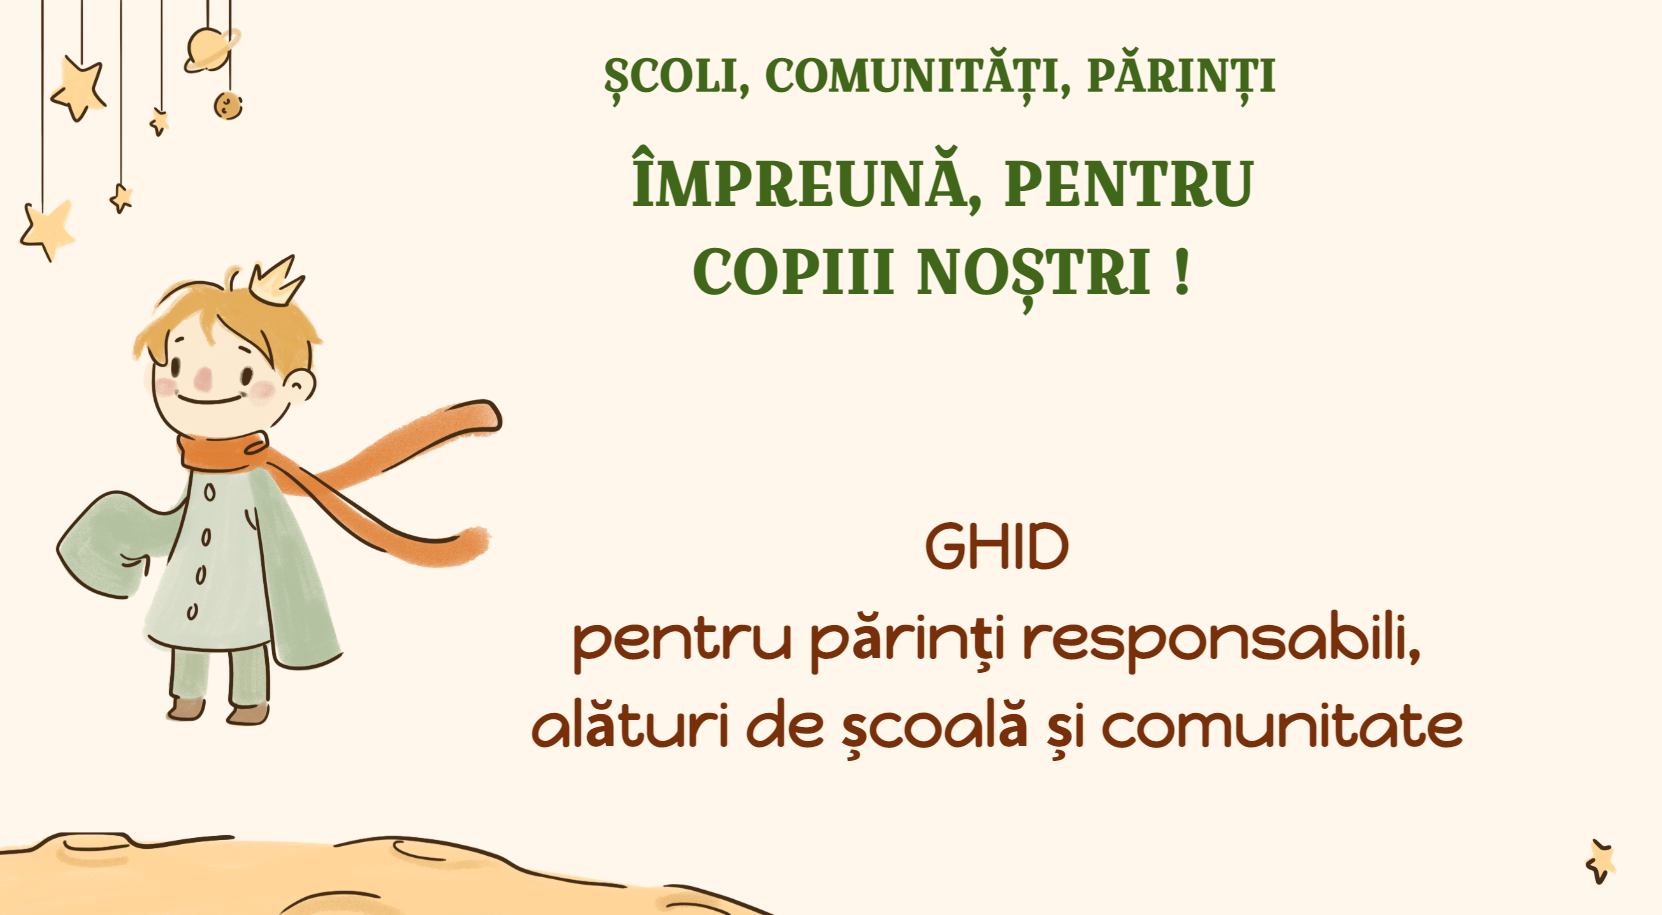 ȘCOLI, COMUNITĂȚI, PĂRINȚI
ÎMPREUNĂ, PENTRU
COPIII NOȘTRI !
GHID
pentru părinți responsabili,
alături de școală și comunitate